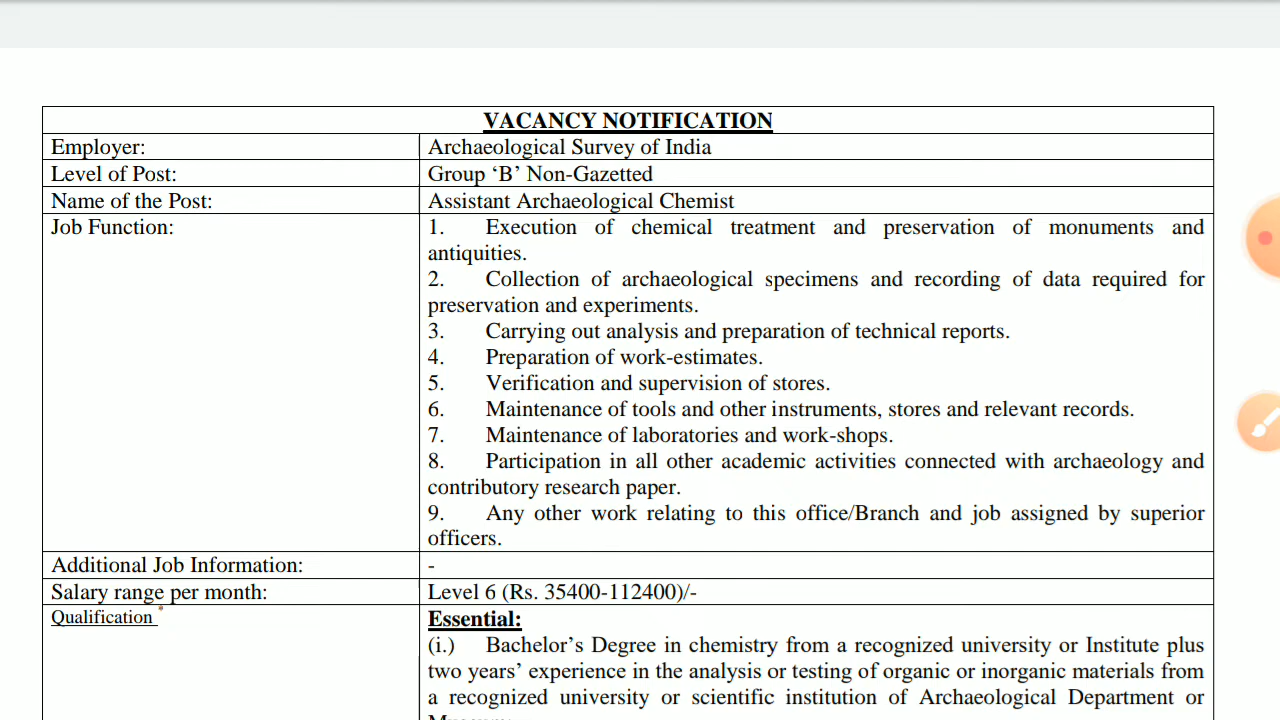 VACANCY NOTIFICATION
Employer: Archaeological Survey of India
Level of Post: Group ‘B’ Non-Gazetted
Name of the Post: Assistant Archaeological Chemist
Job Function: 1. Execution of chemical treatment and preservation of monuments and
antiquities.
2. Collection of archaeological specimens and recording of data required for
preservation and experiments.
3. Carrying out analysis and preparation of technical reports.
4. Preparation of work-estimates.
5. Verification and supervision of stores.
6. Maintenance of tools and other instruments, stores and relevant records.
7. Maintenance of laboratories and work-shops.
8. Participation in all other academic activities connected with archaeology and
contributory research paper.
9. Any other work relating to this office/Branch and job assigned by superior
officers.
Additional Job Information: -
Salary range per month: Level 6 (Rs. 35400-112400)/-
Qualification * Essential:
(i.) Bachelor’s Degree in chemistry from a recognized university or Institute plus
two years’ experience in the analysis or testing of organic or inorganic materials from
a recognized university or scientific institution of Archaeological Department or